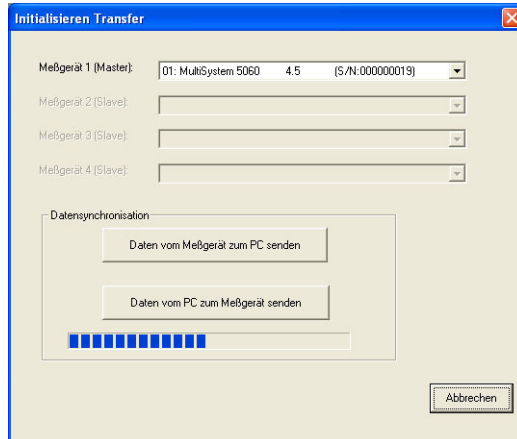 Initialisieren Transfer
Meßgerät 1 (Master): 01: MultiSystem 5060 4.5 (S/N:000000019)
Meßgerät 2 (Slave):
Meßgerät 3 (Slave):
Meßgerät 4 (Slave):
Datensynchronisation
Daten vom Meßgerät zum PC senden
Daten vom PC zum Meßgerät senden
Abbrechen